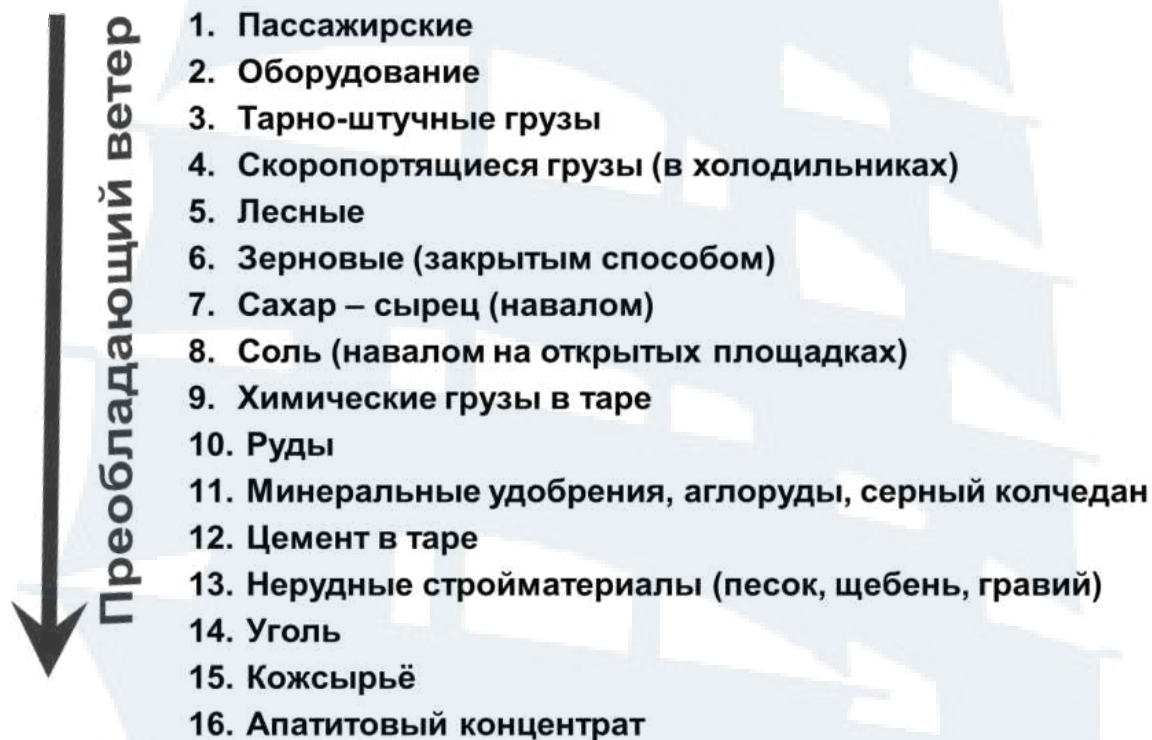 Преобладающий ветер
1. Пассажирские
2. Оборудование
3. Тарно-штучные грузы
4. Скоропортящиеся грузы (в холодильниках)
5. Лесные
6. Зерновые (закрытым способом)
7. Сахар – сырец (навалом)
8. Соль (навалом на открытых площадках)
9. Химические грузы в таре
10. Руды
11. Минеральные удобрения, аглоруды, серный колчедан
12. Цемент в таре
13. Нерудные стройматериалы (песок, щебень, гравий)
14. Уголь
15. Кожсырьё
16. Апатитовый концентрат